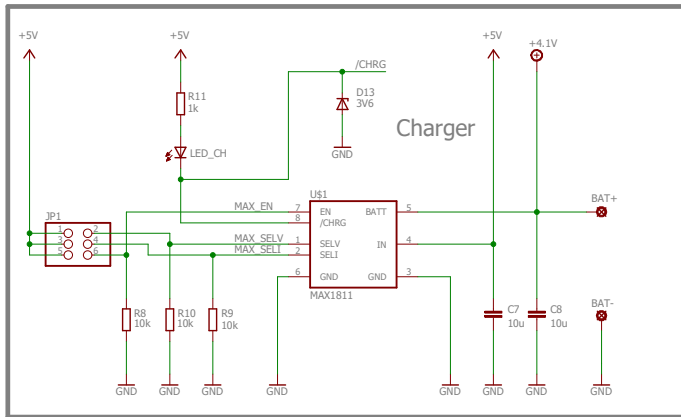 +5V
+5V
+5V
+4.1V
/CHRG
R11
1k
D13
3V6
Charger
GND
LED_CH
U$1
MAX_EN
7
EN
BATT
5
BAT+
8
/CHRG
JP1
1
2
MAX_SELV
1
SELV
IN
4
3
4
MAX_SELI
2
SELI
5
6
6
GND
GND
3
MAX1811
R8
10k
R10
10k
R9
10k
C7
10u
C8
10u
BAT-
GND
GND
GND
GND
GND
GND
GND
GND